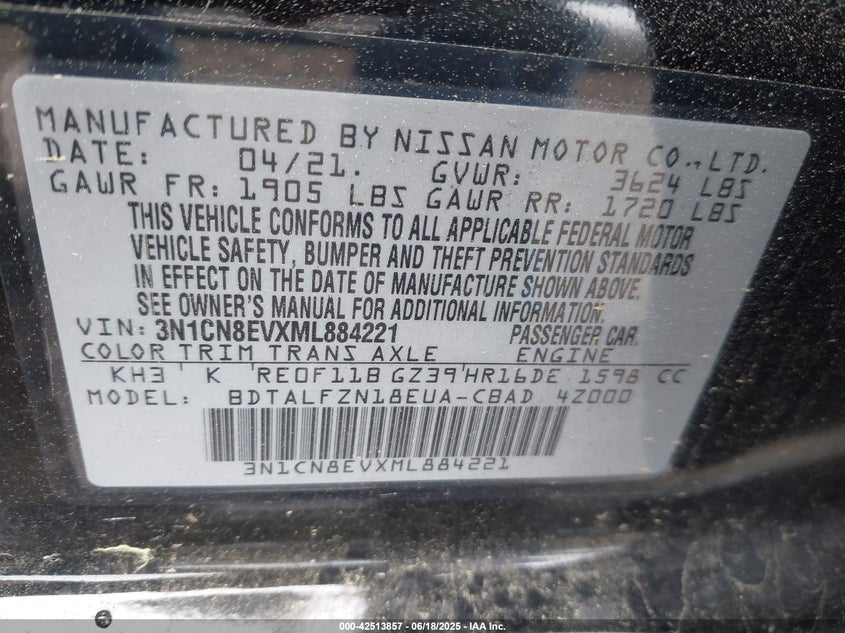 MANUFACTURED BY NISSAN MOTOR CO., LTD.
DATE: 04/21. GVWR: 3624 LBS
GAWR FR: 1905 LBS GAWR RR: 1720 LBS
THIS VEHICLE CONFORMS TO ALL APPLICABLE FEDERAL MOTOR
VEHICLE SAFETY, BUMPER AND THEFT PREVENTION STANDARDS
IN EFFECT ON THE DATE OF MANUFACTURE SHOWN ABOVE.
SEE OWNER'S MANUAL FOR ADDITIONAL INFORMATION.
VIN: 3N1CN8EVXML884221 PASSENGER CAR.
COLOR TRIM TRANS AXLE ENGINE
KH3 K RE0F11B GZ39 HR16DE 1598 CC
MODEL: BDTALFZN18EUA-CBAD 4Z000
3N1CN8EVXML884221
000-42513857 - 06/18/2025 - IAA Inc.